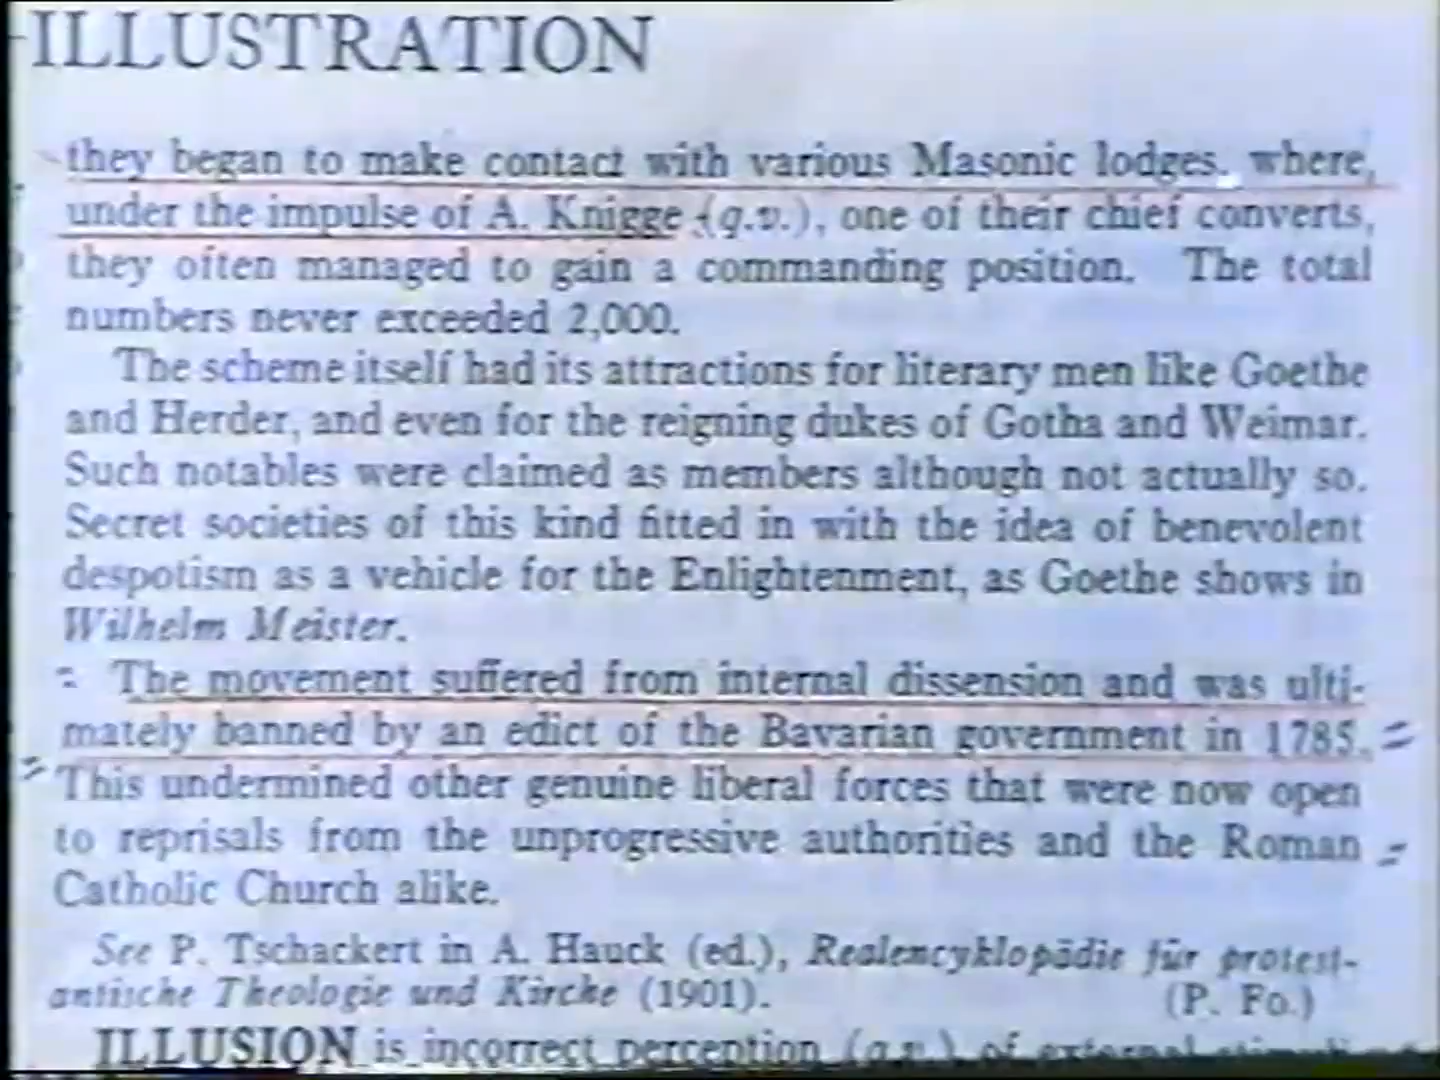 ILLUSTRATION
they began to make contact with various Masonic lodges, where,
under the impulse of A. Knigge (q.v.), one of their chief converts,
they often managed to gain a commanding position. The total
numbers never exceeded 2,000.
The scheme itself had its attractions for literary men like Goethe
and Herder, and even for the reigning dukes of Gotha and Weimar.
Such notables were claimed as members although not actually so.
Secret societies of this kind fitted in with the idea of benevolent
despotism as a vehicle for the Enlightenment, as Goethe shows in
Wilhelm Meister.
The movement suffered from internal dissension and was ulti-
mately banned by an edict of the Bavarian government in 1785.
This undermined other genuine liberal forces that were now open
to reprisals from the unprogressive authorities and the Roman
Catholic Church alike.
See P. Tschackert in A. Hauck (ed.), Realencyklopädie für protest-
antische Theologie und Kirche (1901). (P. Fo.)
ILLUSION is incorrect perception (q.v.) of external stimuli